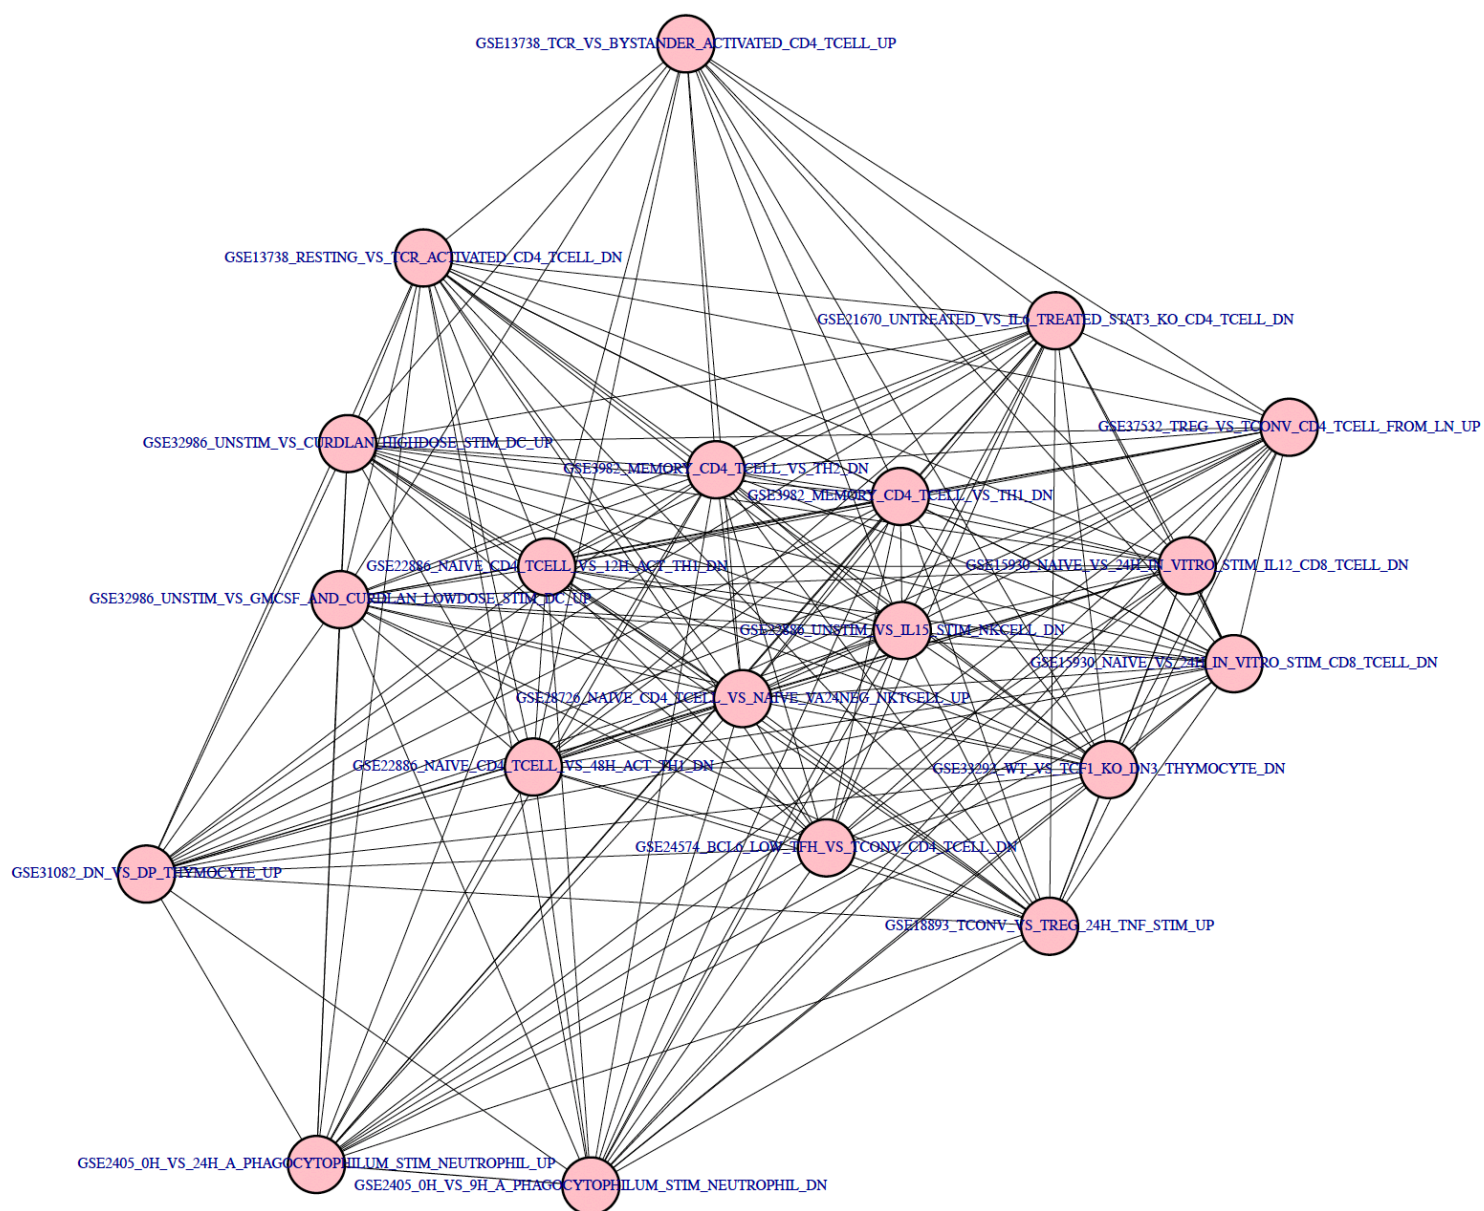 GSE13738_TCR_VS_BYSTANDER_ACTIVATED_CD4_TCELL_UP
GSE13738_RESTING_VS_TCR_ACTIVATED_CD4_TCELL_DN
GSE21670_UNTREATED_VS_IL6_TREATED_STAT3_KO_CD4_TCELL_DN
GSE37532_TREG_VS_TCONV_CD4_TCELL_FROM_LN_UP
GSE32986_UNSTIM_VS_CURDLAN_HIGHDOSE_STIM_DC_UP
GSE3982_MEMORY_CD4_TCELL_VS_TH2_DN
GSE3982_MEMORY_CD4_TCELL_VS_TH1_DN
GSE22886_NAIVE_CD4_TCELL_VS_12H_ACT_TH1_DN
GSE15930_NAIVE_VS_24H_IN_VITRO_STIM_IL12_CD8_TCELL_DN
GSE32986_UNSTIM_VS_GMCSF_AND_CURDLAN_LOWDOSE_STIM_DC_UP
GSE22886_UNSTIM_VS_IL15_STIM_NKCELL_DN
GSE15930_NAIVE_VS_24H_IN_VITRO_STIM_CD8_TCELL_DN
GSE28726_NAIVE_CD4_TCELL_VS_NAIVE_VA24NEG_NKTCELL_UP
GSE22886_NAIVE_CD4_TCELL_VS_48H_ACT_TH1_DN
GSE33292_WT_VS_TCF1_KO_DN3_THYMOCYTE_DN
GSE24574_BCL6_LOW_TFH_VS_TCONV_CD4_TCELL_DN
GSE31082_DN_VS_DP_THYMOCYTE_UP
GSE18893_TCONV_VS_TREG_24H_TNF_STIM_UP
GSE2405_0H_VS_24H_A_PHAGOCYTOPHILUM_STIM_NEUTROPHIL_UP
GSE2405_0H_VS_9H_A_PHAGOCYTOPHILUM_STIM_NEUTROPHIL_DN